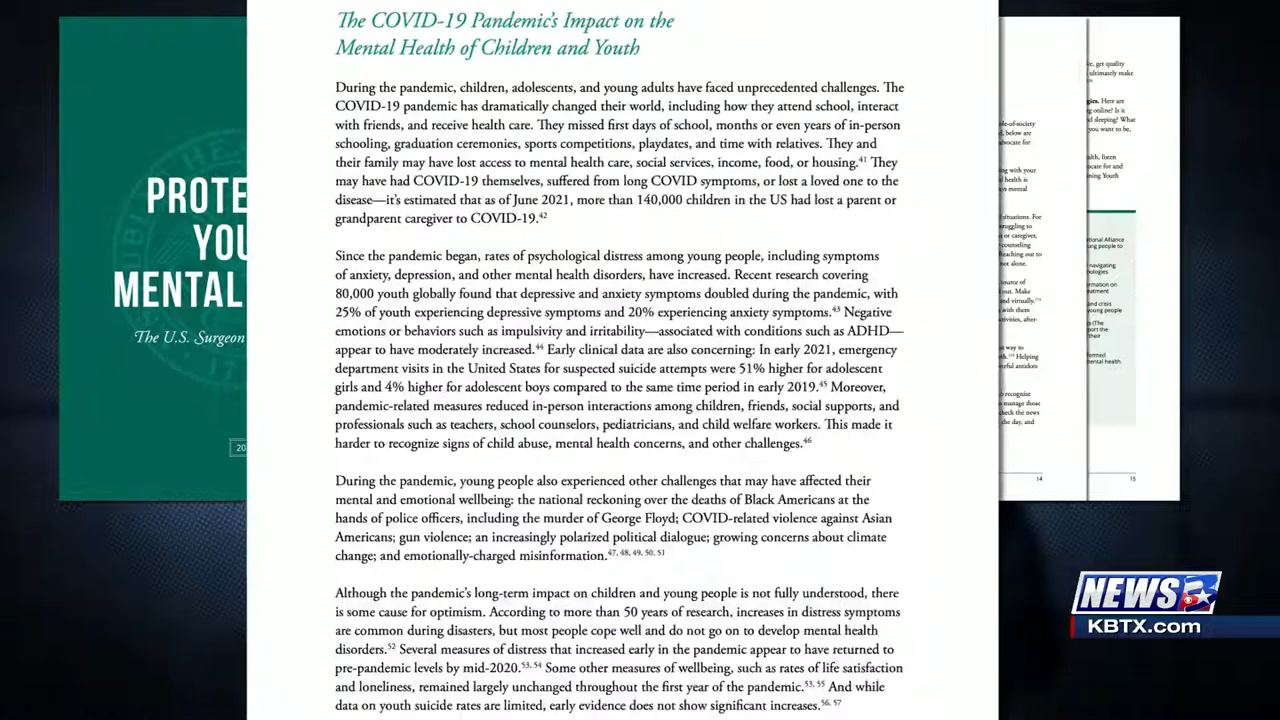 The COVID-19 Pandemic's Impact on the
Mental Health of Children and Youth
During the pandemic, children, adolescents, and young adults have faced unprecedented challenges. The
COVID-19 pandemic has dramatically changed their world, including how they attend school, interact
with friends, and receive health care. They missed first days of school, months or even years of in-person
schooling, graduation ceremonies, sports competitions, playdates, and time with relatives. They and
their family may have lost access to mental health care, social services, income, food, or housing.41 They
may have had COVID-19 themselves, suffered from long COVID symptoms, or lost a loved one to the
disease—it's estimated that as of June 2021, more than 140,000 children in the US had lost a parent or
grandparent caregiver to COVID-19.42
Since the pandemic began, rates of psychological distress among young people, including symptoms
of anxiety, depression, and other mental health disorders, have increased. Recent research covering
80,000 youth globally found that depressive and anxiety symptoms doubled during the pandemic, with
25% of youth experiencing depressive symptoms and 20% experiencing anxiety symptoms.43 Negative
emotions or behaviors such as impulsivity and irritability—associated with conditions such as ADHD—
appear to have moderately increased.44 Early clinical data are also concerning: In early 2021, emergency
department visits in the United States for suspected suicide attempts were 51% higher for adolescent
girls and 4% higher for adolescent boys compared to the same time period in early 2019.45 Moreover,
pandemic-related measures reduced in-person interactions among children, friends, social supports, and
professionals such as teachers, school counselors, pediatricians, and child welfare workers. This made it
harder to recognize signs of child abuse, mental health concerns, and other challenges.46
During the pandemic, young people also experienced other challenges that may have affected their
mental and emotional wellbeing: the national reckoning over the deaths of Black Americans at the
hands of police officers, including the murder of George Floyd; COVID-related violence against Asian
Americans; gun violence; an increasingly polarized political dialogue; growing concerns about climate
change; and emotionally-charged misinformation.47, 48, 49, 50, 51
Although the pandemic's long-term impact on children and young people is not fully understood, there
is some cause for optimism. According to more than 50 years of research, increases in distress symptoms
are common during disasters, but most people cope well and do not go on to develop mental health
disorders.52 Several measures of distress that increased early in the pandemic appear to have returned to
pre-pandemic levels by mid-2020.53, 54 Some other measures of wellbeing, such as rates of life satisfaction
and loneliness, remained largely unchanged throughout the first year of the pandemic.53, 55 And while
data on youth suicide rates are limited, early evidence does not show significant increases.56, 57
PROTE
YOU
MENTAL
The U.S. Surgeon
20
14
15
NEWS
KBTX.com